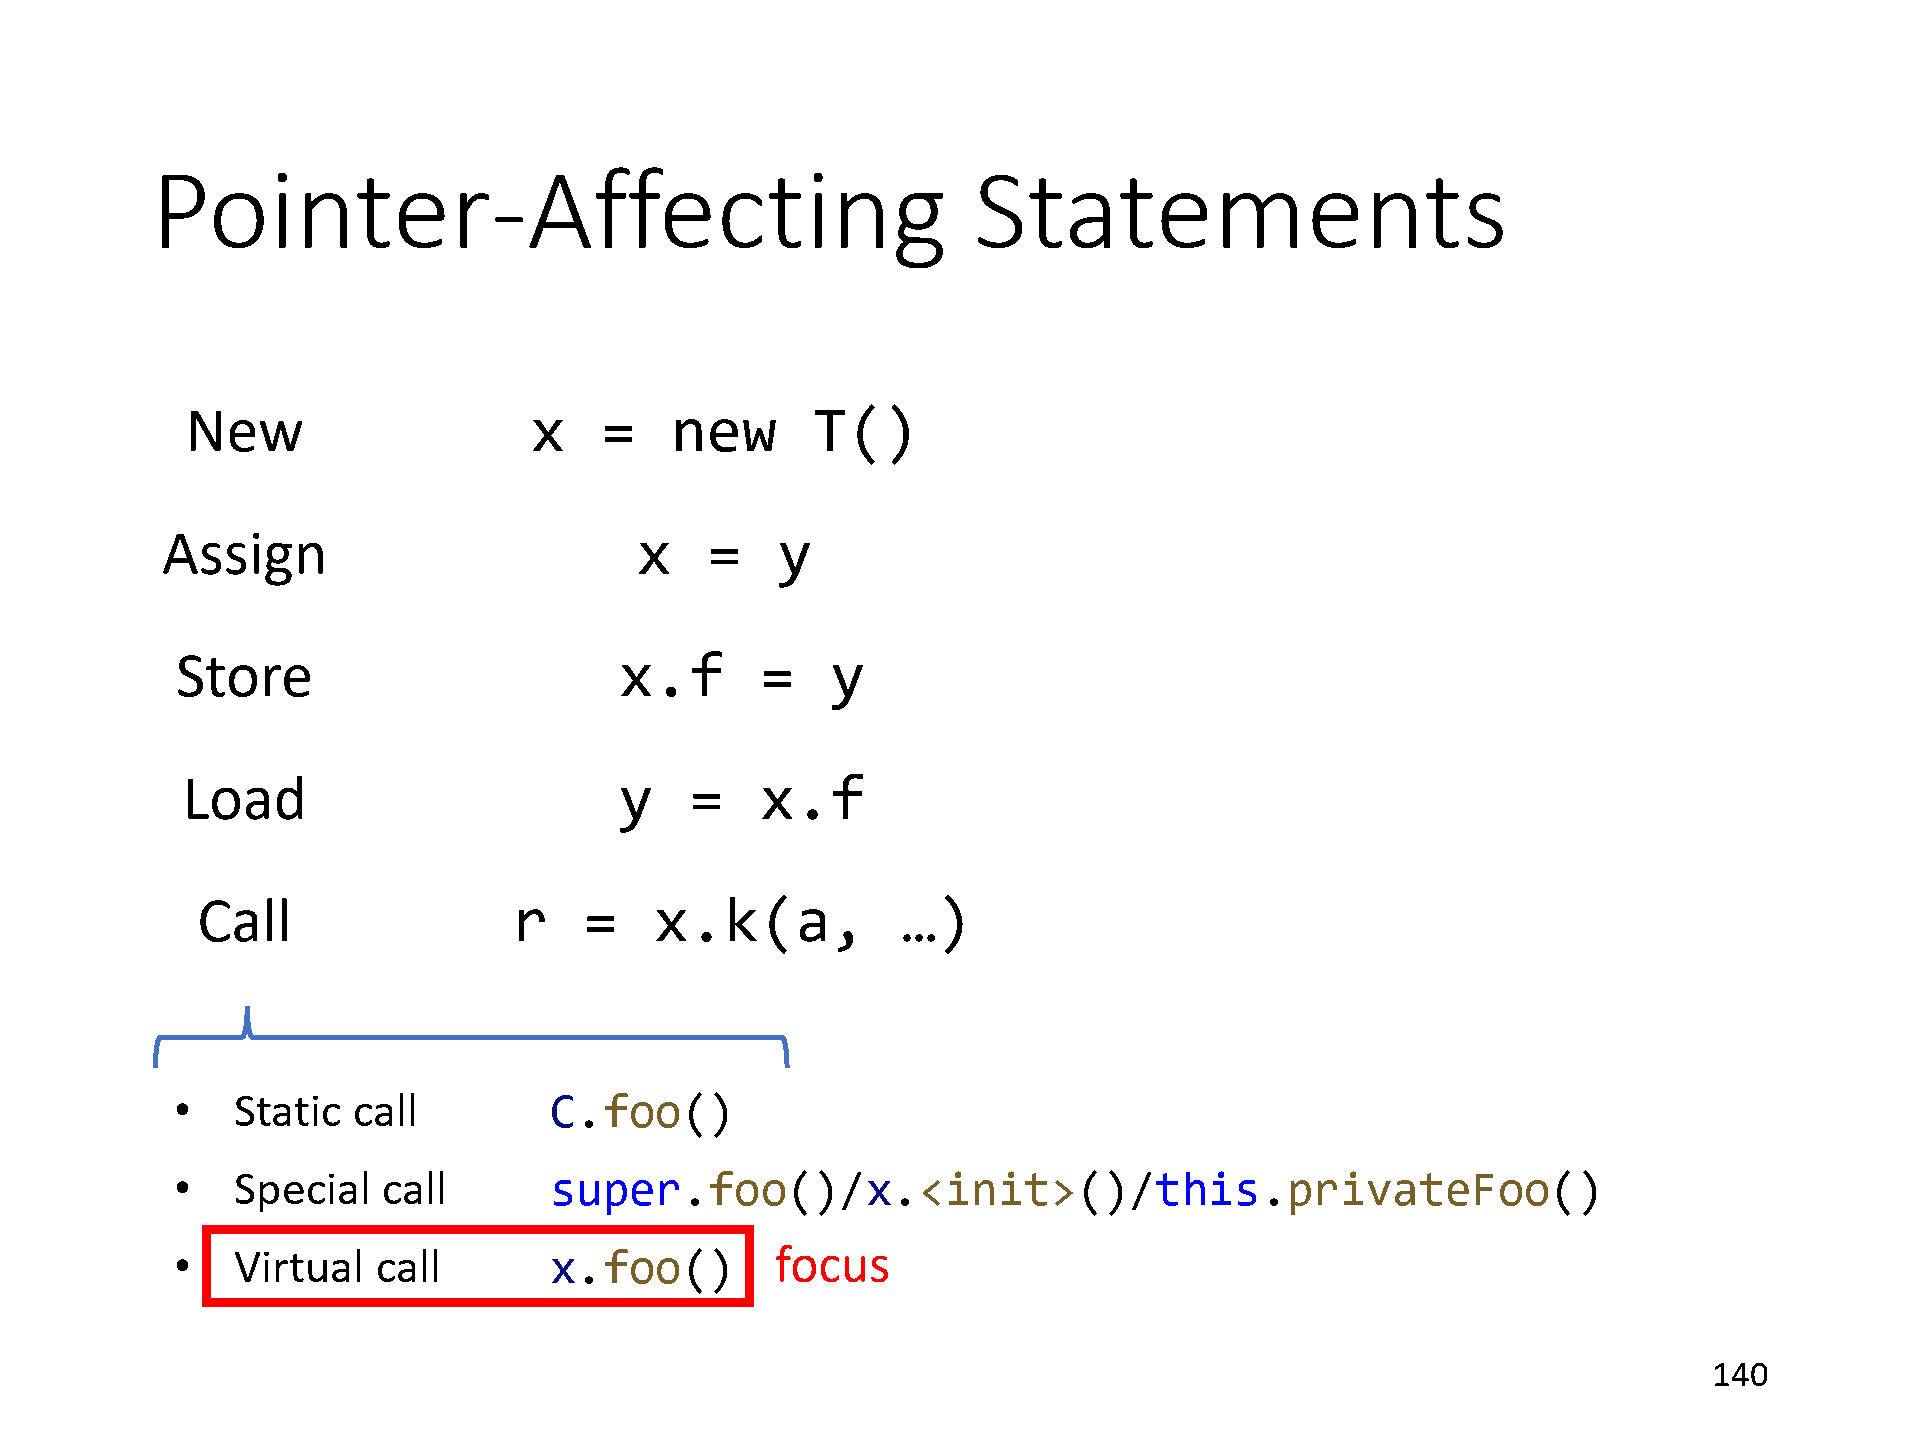 Pointer-Affecting Statements
New x = new T()
Assign x = y
Store x.f = y
Load y = x.f
Call r = x.k(a, …)
• Static call C.foo()
• Special call super.foo()/x.<init>()/this.privateFoo()
• Virtual call x.foo() focus
140